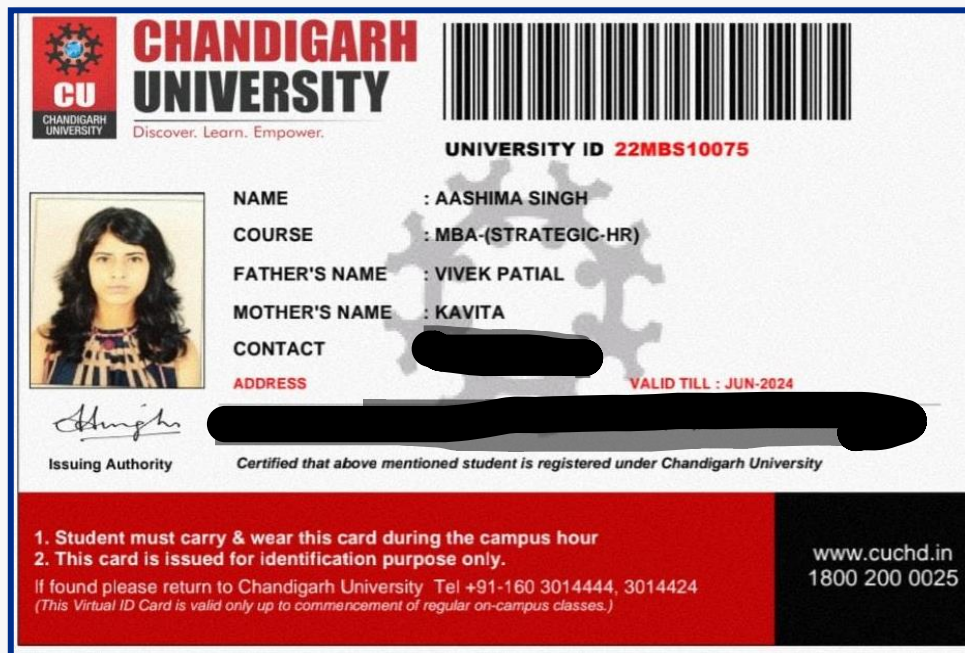 CU
CHANDIGARH
UNIVERSITY
CHANDIGARH
UNIVERSITY
Discover. Learn. Empower.
UNIVERSITY ID 22MBS10075
NAME : AASHIMA SINGH
COURSE : MBA-(STRATEGIC-HR)
FATHER'S NAME : VIVEK PATIAL
MOTHER'S NAME : KAVITA
CONTACT
ADDRESS VALID TILL : JUN-2024
Issuing Authority Certified that above mentioned student is registered under Chandigarh University
1. Student must carry & wear this card during the campus hour
2. This card is issued for identification purpose only.
If found please return to Chandigarh University Tel +91-160 3014444, 3014424
(This Virtual ID Card is valid only up to commencement of regular on-campus classes.)
www.cuchd.in
1800 200 0025